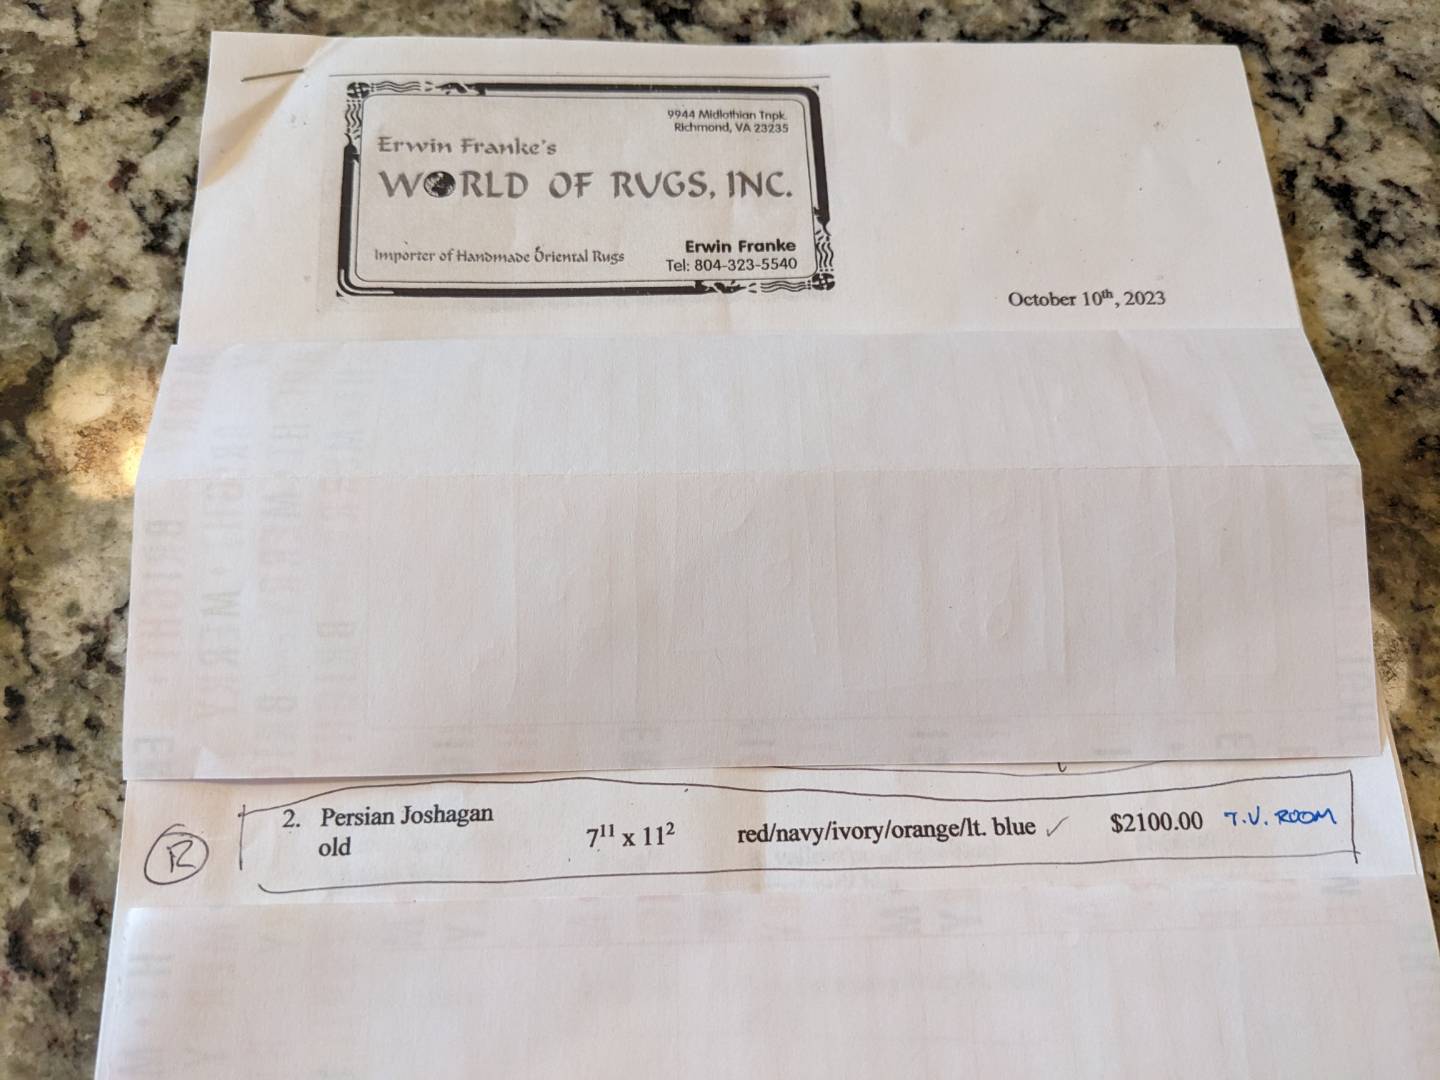 9944 Midlothian Tnpk.
Richmond, VA 23235
Erwin Franke's
WORLD OF RUGS, INC.
Importer of Handmade Oriental Rugs
Erwin Franke
Tel: 804-323-5540
October 10th, 2023
R
2. Persian Joshagan
old
7¹¹ x 11²
red/navy/ivory/orange/lt. blue ✓
$2100.00
T.V. ROOM